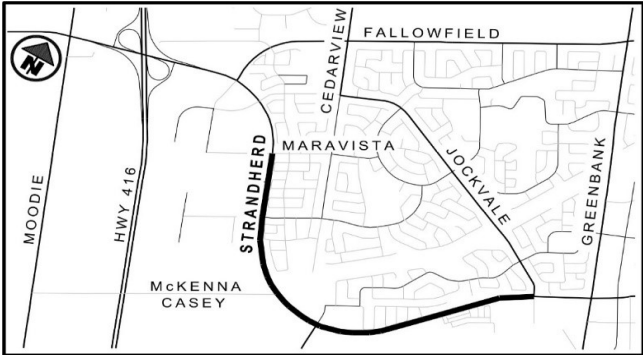 FALLOWFIELD
N
CEDARVIEW
MARAVISTA
STRANDHERD
JOCKVALE
GREENBANK
HWY 416
MOODIE
McKENNA
CASEY